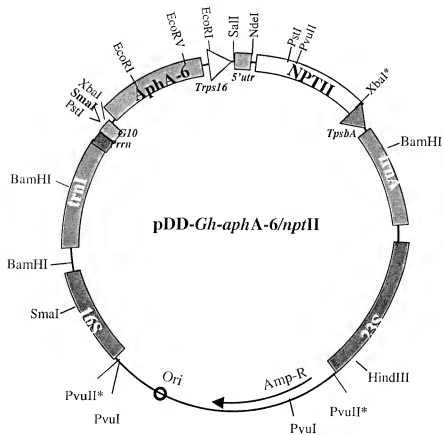 EcoRI
EcoRV
EcoRI
SalI
NdeI
PstI
PvuII
XbaI*
XbaI
SmaI
PstI
AphA-6
Trps16
5'utr
NPTII
TpsbA
G10
Prrn
trnA
BamHI
BamHI
trnI
pDD-Gh-aphA-6/nptII
BamHI
SmaI
16S
23S
HindIII
Ori
Amp-R
PvuII*
PvuI
PvuII*
PvuI